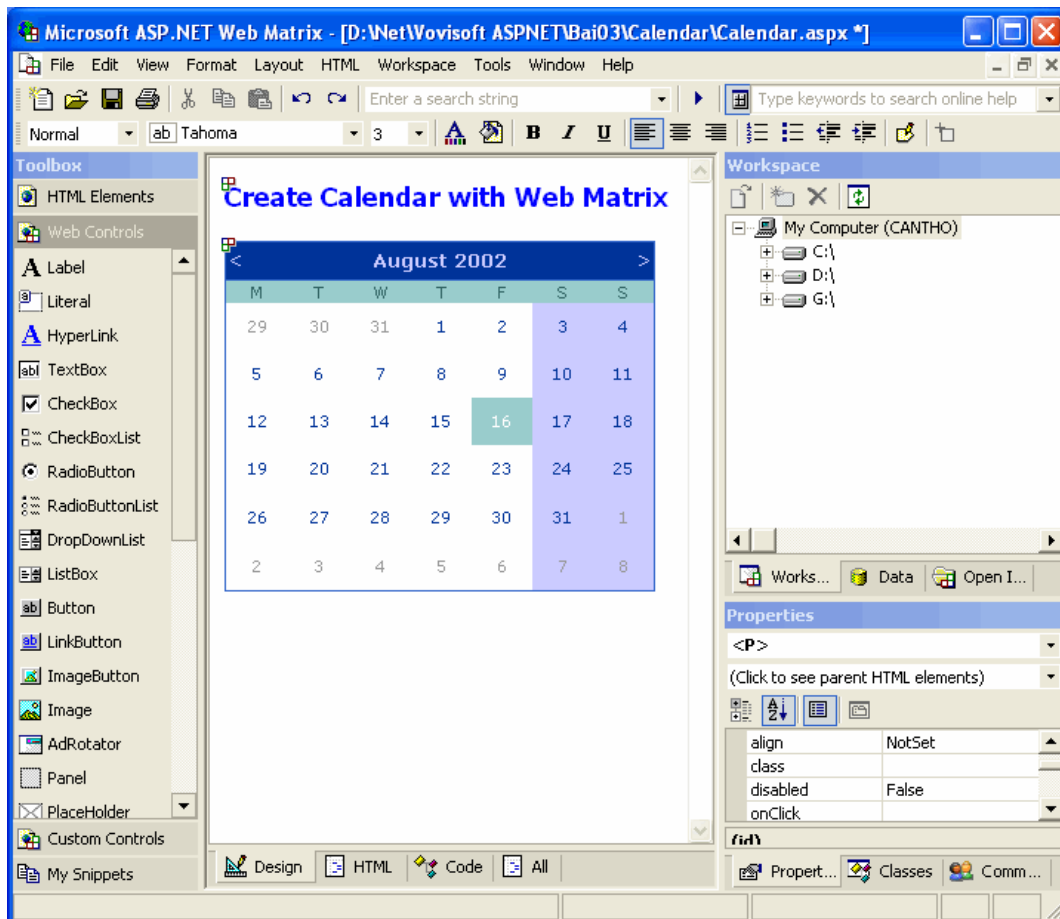 Microsoft ASP.NET Web Matrix - [D:\Net\Vovisoft ASPNET\Bai03\Calendar\Calendar.aspx *]
File Edit View Format Layout HTML Workspace Tools Window Help
Enter a search string Type keywords to search online help
Normal ab Tahoma 3 A B I U
Toolbox
HTML Elements
Web Controls
A Label
Literal
A HyperLink
abl TextBox
CheckBox
CheckBoxList
RadioButton
RadioButtonList
DropDownList
ListBox
ab Button
ab LinkButton
ImageButton
Image
AdRotator
Panel
PlaceHolder
Custom Controls
My Snippets
Create Calendar with Web Matrix
< August 2002 >
M T W T F S S
29 30 31 1 2 3 4
5 6 7 8 9 10 11
12 13 14 15 16 17 18
19 20 21 22 23 24 25
26 27 28 29 30 31 1
2 3 4 5 6 7 8
Design HTML Code All
Workspace
My Computer (CANTHO)
C:\
D:\
G:\
Works... Data Open I...
Properties
<P>
(Click to see parent HTML elements)
align NotSet
class
disabled False
onClick
(id)
Propert... Classes Comm...